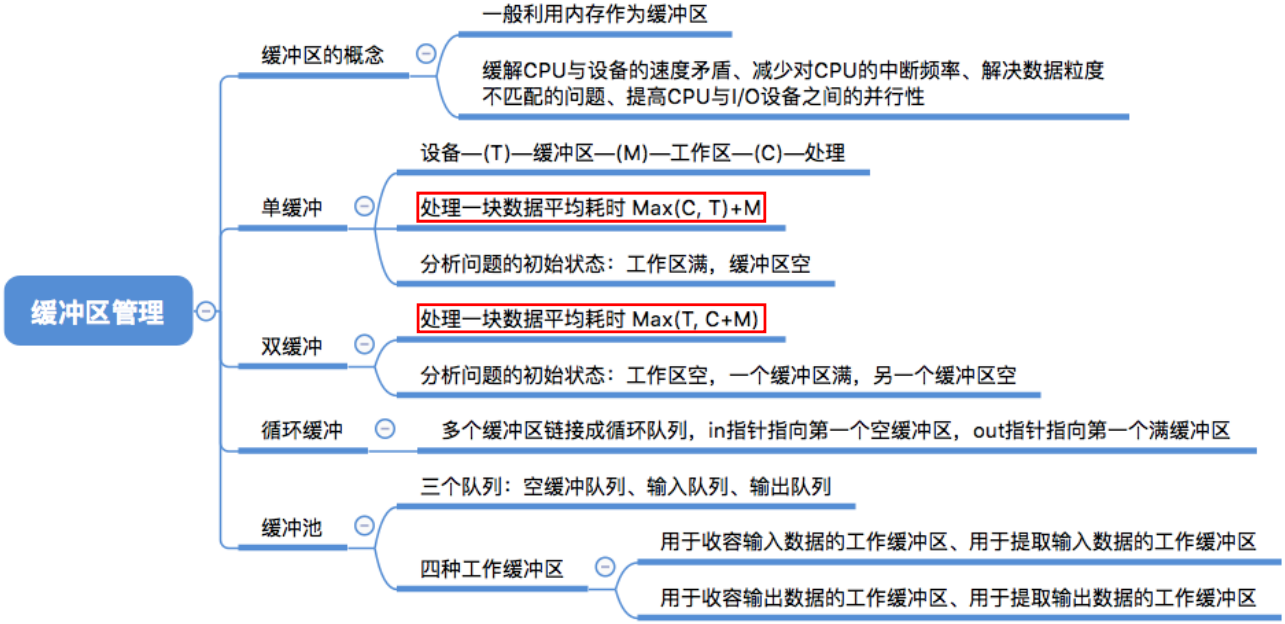 缓冲区管理
缓冲区的概念
一般利用内存作为缓冲区
缓解CPU与设备的速度矛盾、减少对CPU的中断频率、解决数据粒度
不匹配的问题、提高CPU与I/O设备之间的并行性
单缓冲
设备—(T)—缓冲区—(M)—工作区—(C)—处理
处理一块数据平均耗时 Max(C, T)+M
分析问题的初始状态：工作区满，缓冲区空
双缓冲
处理一块数据平均耗时 Max(T, C+M)
分析问题的初始状态：工作区空，一个缓冲区满，另一个缓冲区空
循环缓冲
多个缓冲区链接成循环队列，in指针指向第一个空缓冲区，out指针指向第一个满缓冲区
缓冲池
三个队列：空缓冲队列、输入队列、输出队列
四种工作缓冲区
用于收容输入数据的工作缓冲区、用于提取输入数据的工作缓冲区
用于收容输出数据的工作缓冲区、用于提取输出数据的工作缓冲区